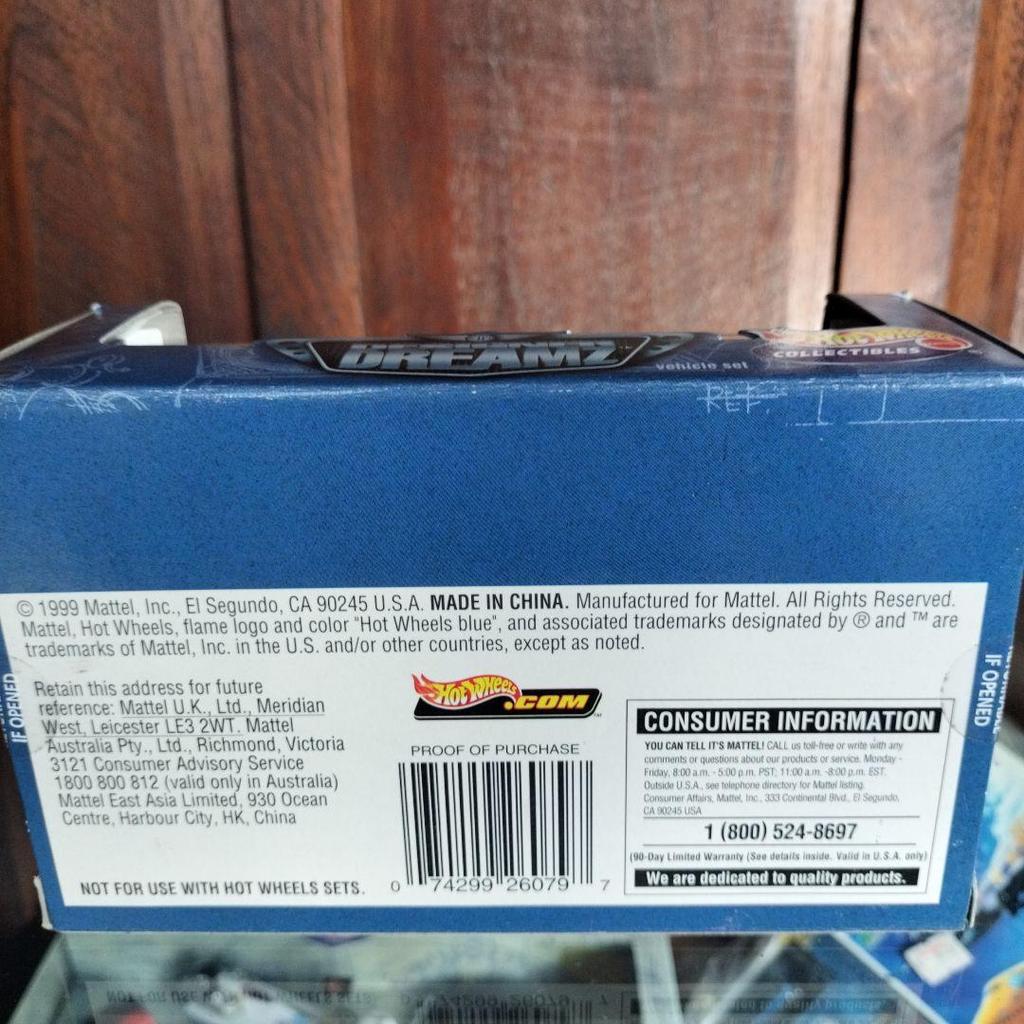 DREAMZ
vehicle set
Hot Wheels
COLLECTIBLES
REF.
© 1999 Mattel, Inc., El Segundo, CA 90245 U.S.A. MADE IN CHINA. Manufactured for Mattel. All Rights Reserved.
Mattel, Hot Wheels, flame logo and color "Hot Wheels blue", and associated trademarks designated by ® and ™ are
trademarks of Mattel, Inc. in the U.S. and/or other countries, except as noted.
IF OPENED
Retain this address for future
reference: Mattel U.K., Ltd., Meridian
West, Leicester LE3 2WT. Mattel
Australia Pty., Ltd., Richmond, Victoria
3121 Consumer Advisory Service
1800 800 812 (valid only in Australia)
Mattel East Asia Limited, 930 Ocean
Centre, Harbour City, HK, China
NOT FOR USE WITH HOT WHEELS SETS.
Hot Wheels
.COM™
PROOF OF PURCHASE
0 74299 26079 7
CONSUMER INFORMATION
YOU CAN TELL IT'S MATTEL! CALL us toll-free or write with any
comments or questions about our products or service. Monday -
Friday, 8:00 a.m. - 5:00 p.m. PST; 11:00 a.m. -8:00 p.m. EST.
Outside U.S.A., see telephone directory for Mattel listing.
Consumer Affairs, Mattel, Inc., 333 Continental Blvd., El Segundo,
CA 90245 USA
1 (800) 524-8697
(90-Day Limited Warranty (See details inside. Valid in U.S.A. only)
We are dedicated to quality products.
IF OPENED